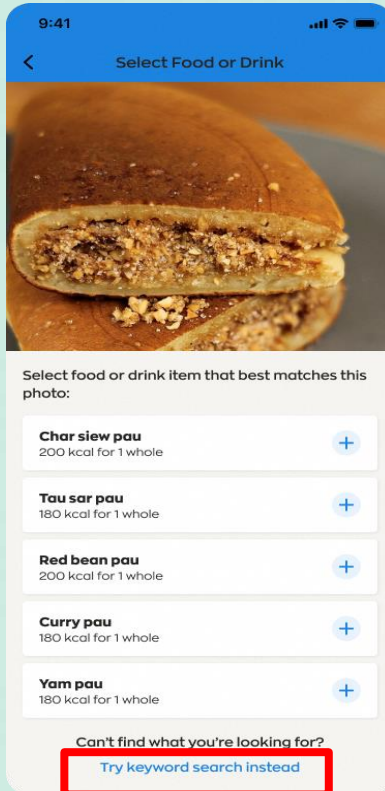 9:41
Select Food or Drink
Select food or drink item that best matches this
photo:
Char siew pau
200 kcal for 1 whole
Tau sar pau
180 kcal for 1 whole
Red bean pau
200 kcal for 1 whole
Curry pau
180 kcal for 1 whole
Yam pau
180 kcal for 1 whole
Can't find what you're looking for?
Try keyword search instead